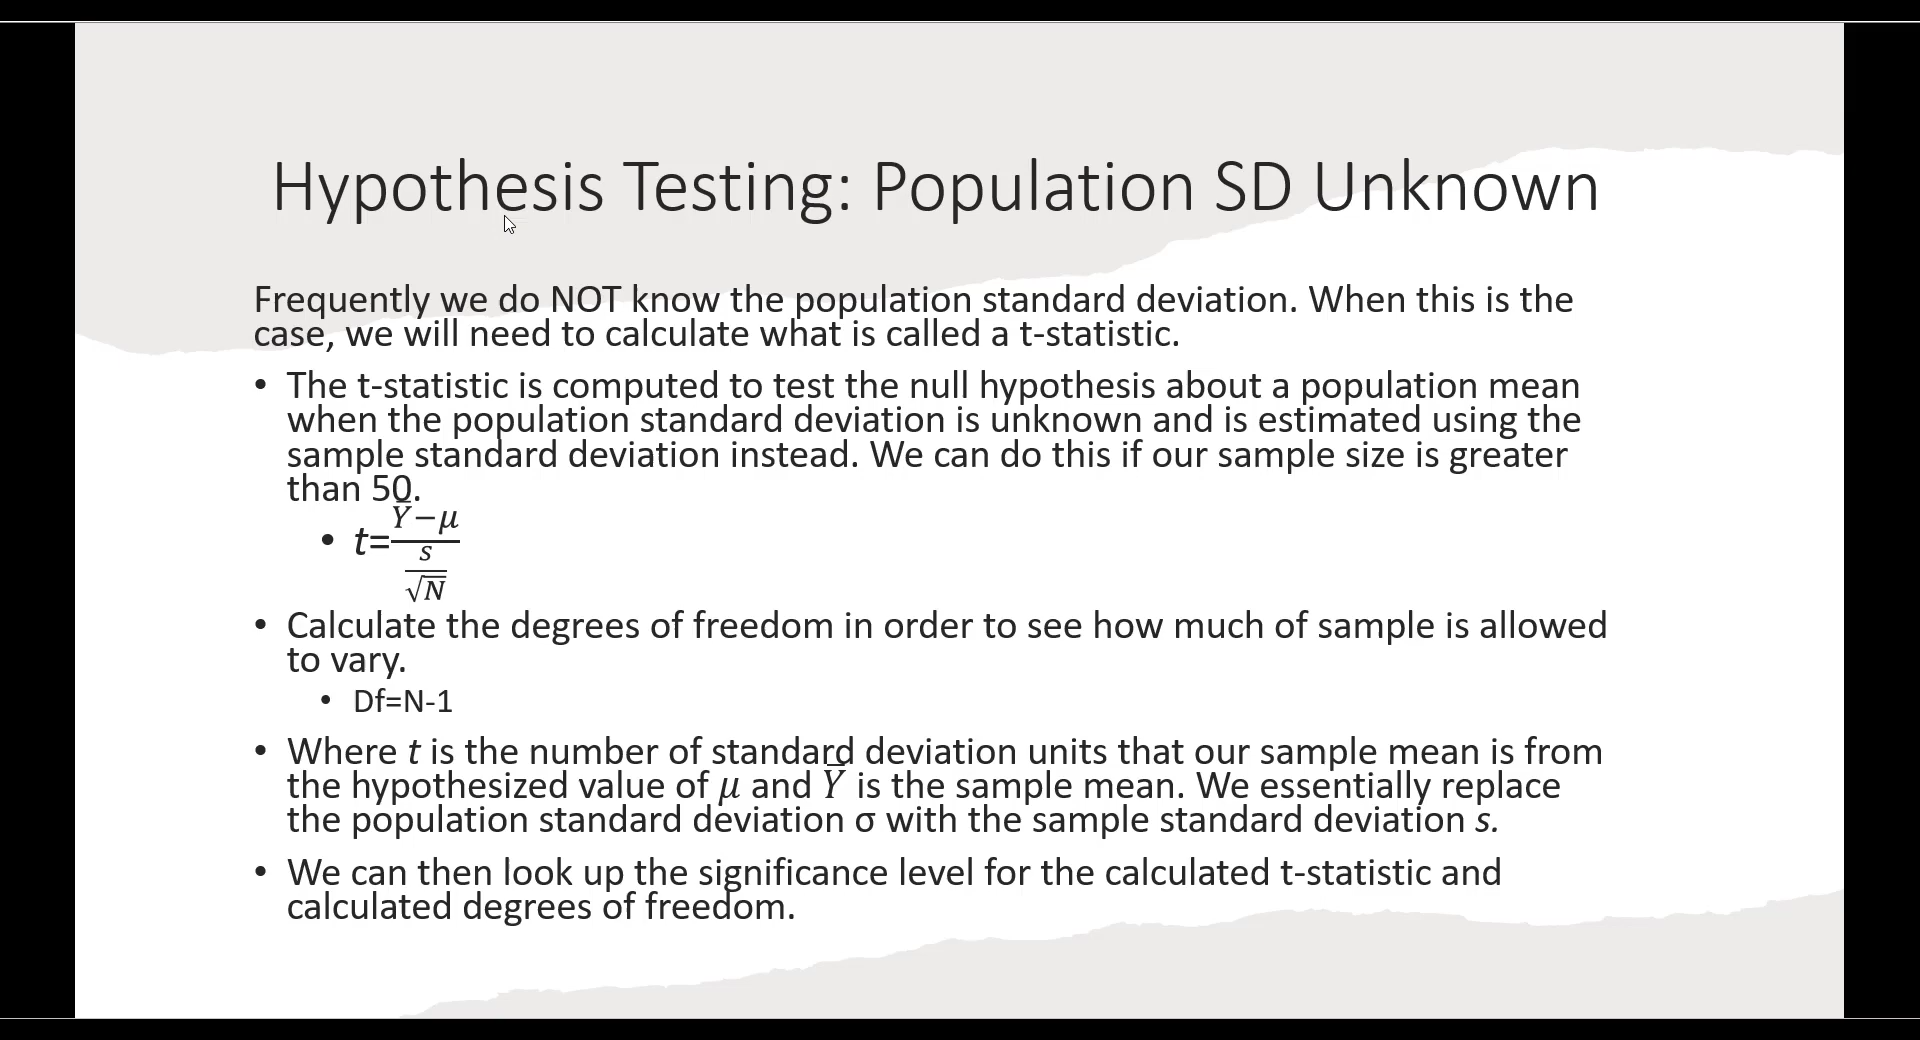 Hypothesis Testing: Population SD Unknown
Frequently we do NOT know the population standard deviation. When this is the
case, we will need to calculate what is called a t-statistic.
• The t-statistic is computed to test the null hypothesis about a population mean
when the population standard deviation is unknown and is estimated using the
sample standard deviation instead. We can do this if our sample size is greater
than 50.
• t=
Y̅−μ
s
√N
• Calculate the degrees of freedom in order to see how much of sample is allowed
to vary.
• Df=N-1
• Where t is the number of standard deviation units that our sample mean is from
the hypothesized value of μ and Y̅ is the sample mean. We essentially replace
the population standard deviation σ with the sample standard deviation s.
• We can then look up the significance level for the calculated t-statistic and
calculated degrees of freedom.